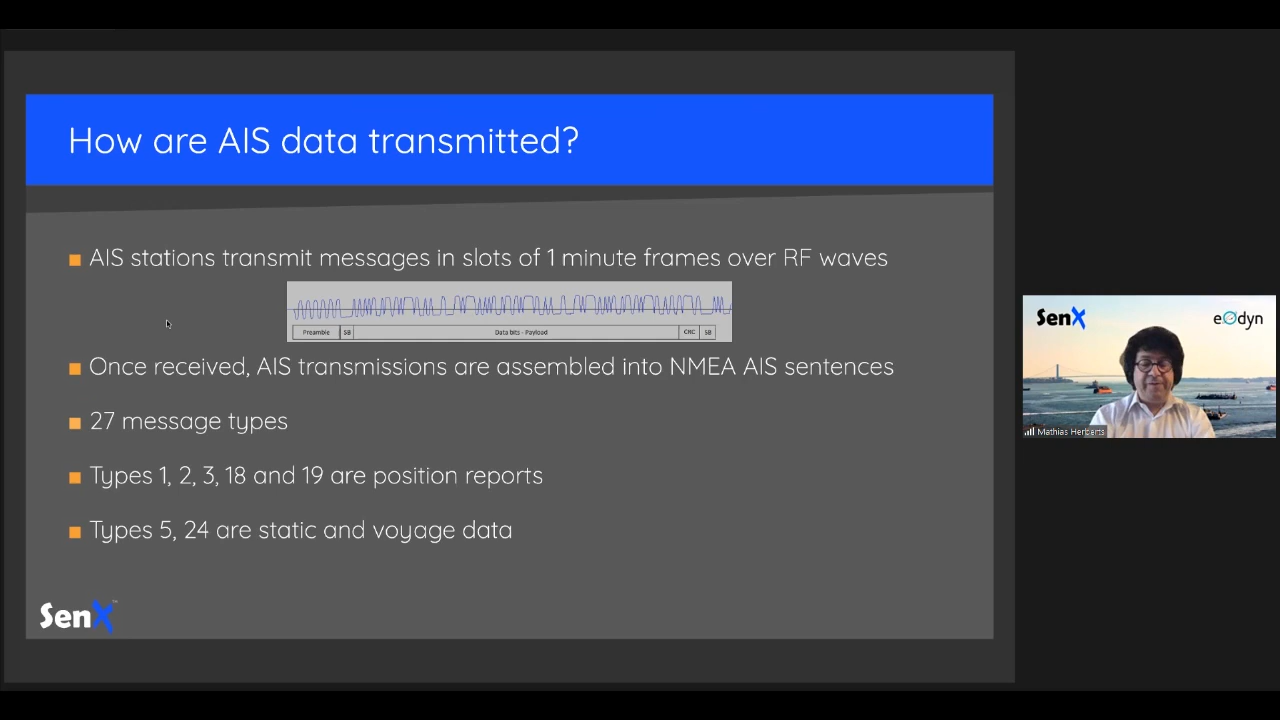 How are AIS data transmitted?
AIS stations transmit messages in slots of 1 minute frames over RF waves
Preamble SB Data bits - Payload CRC SB
Once received, AIS transmissions are assembled into NMEA AIS sentences
27 message types
Types 1, 2, 3, 18 and 19 are position reports
Types 5, 24 are static and voyage data
SenX™
SenX eOdyn
Mathias Herberts